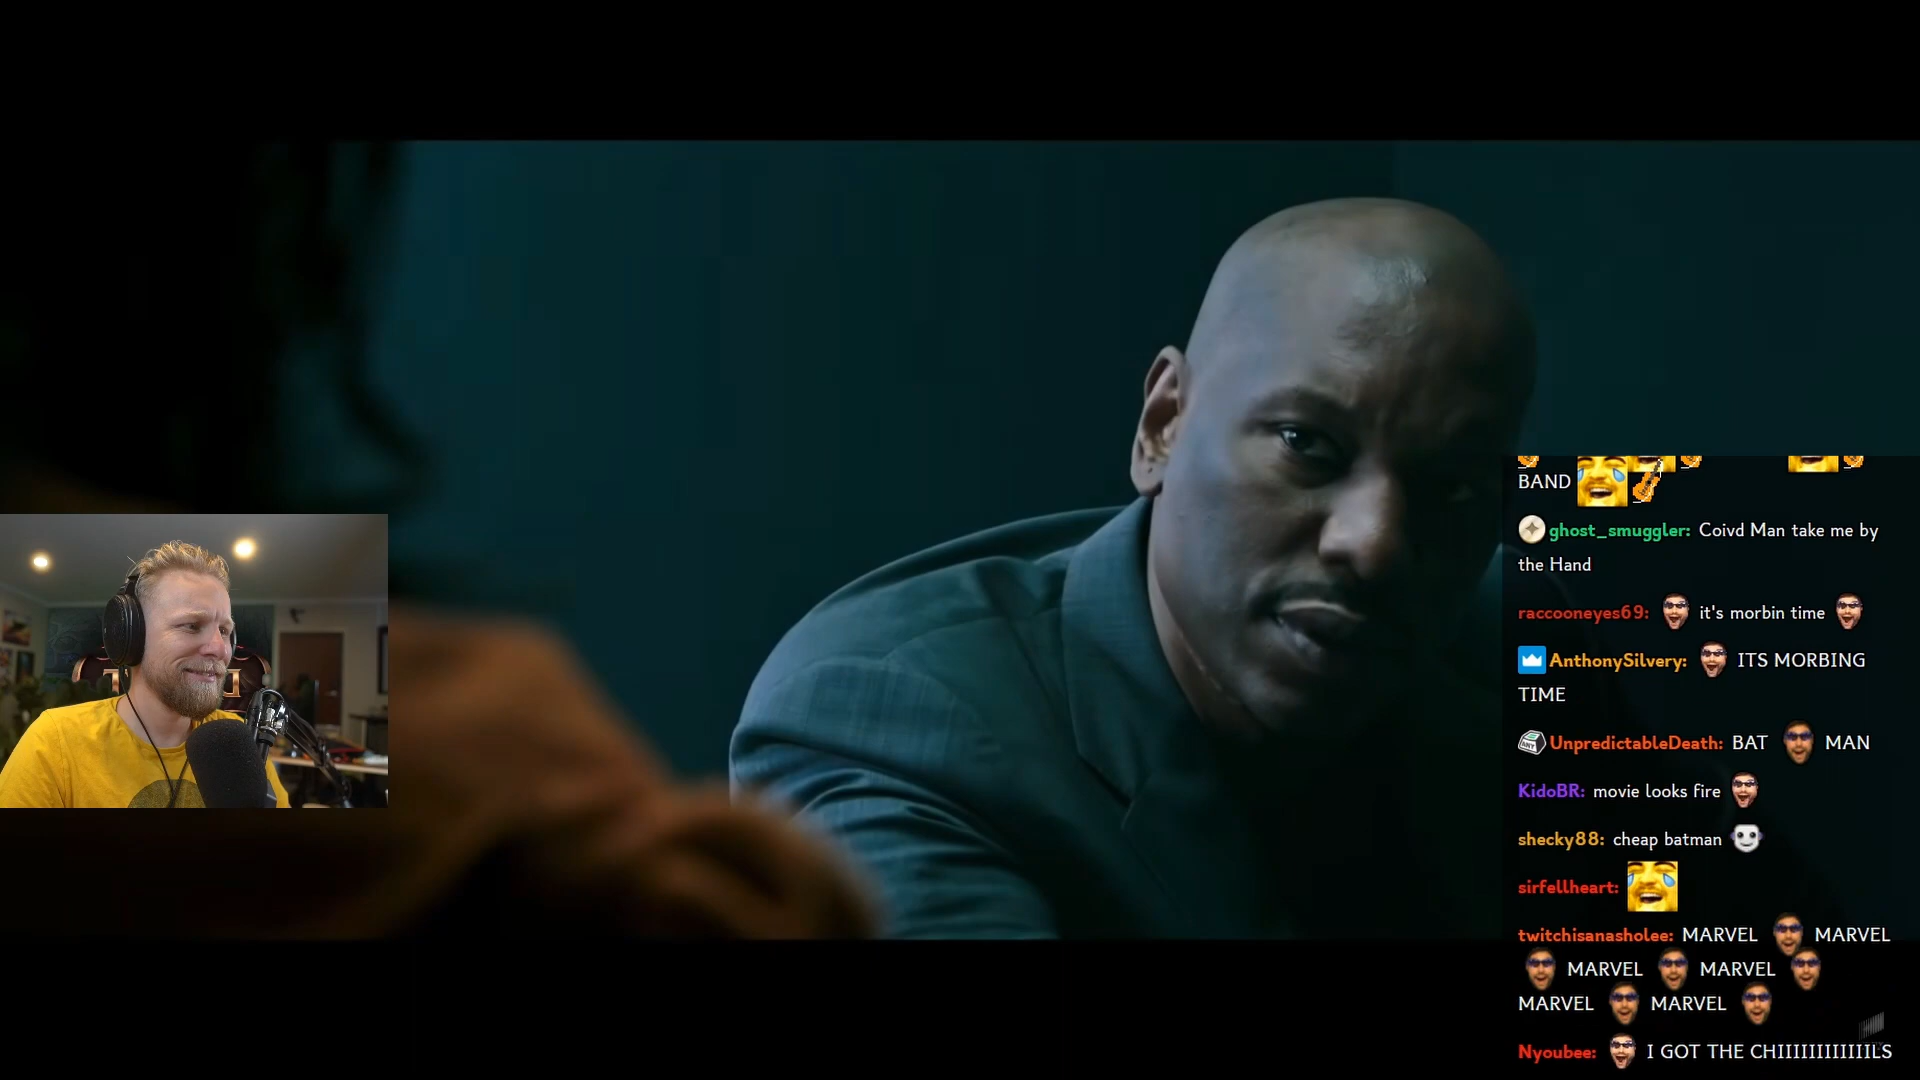 BAND
ghost_smuggler: Coivd Man take me by
the Hand
raccooneyes69: it's morbin time
AnthonySilvery: ITS MORBING
TIME
UnpredictableDeath: BAT MAN
KidoBR: movie looks fire
shecky88: cheap batman
sirfellheart:
twitchisanasholee: MARVEL MARVEL
MARVEL MARVEL
MARVEL MARVEL
Nyoubee: I GOT THE CHIIIIIIIIIIIILS